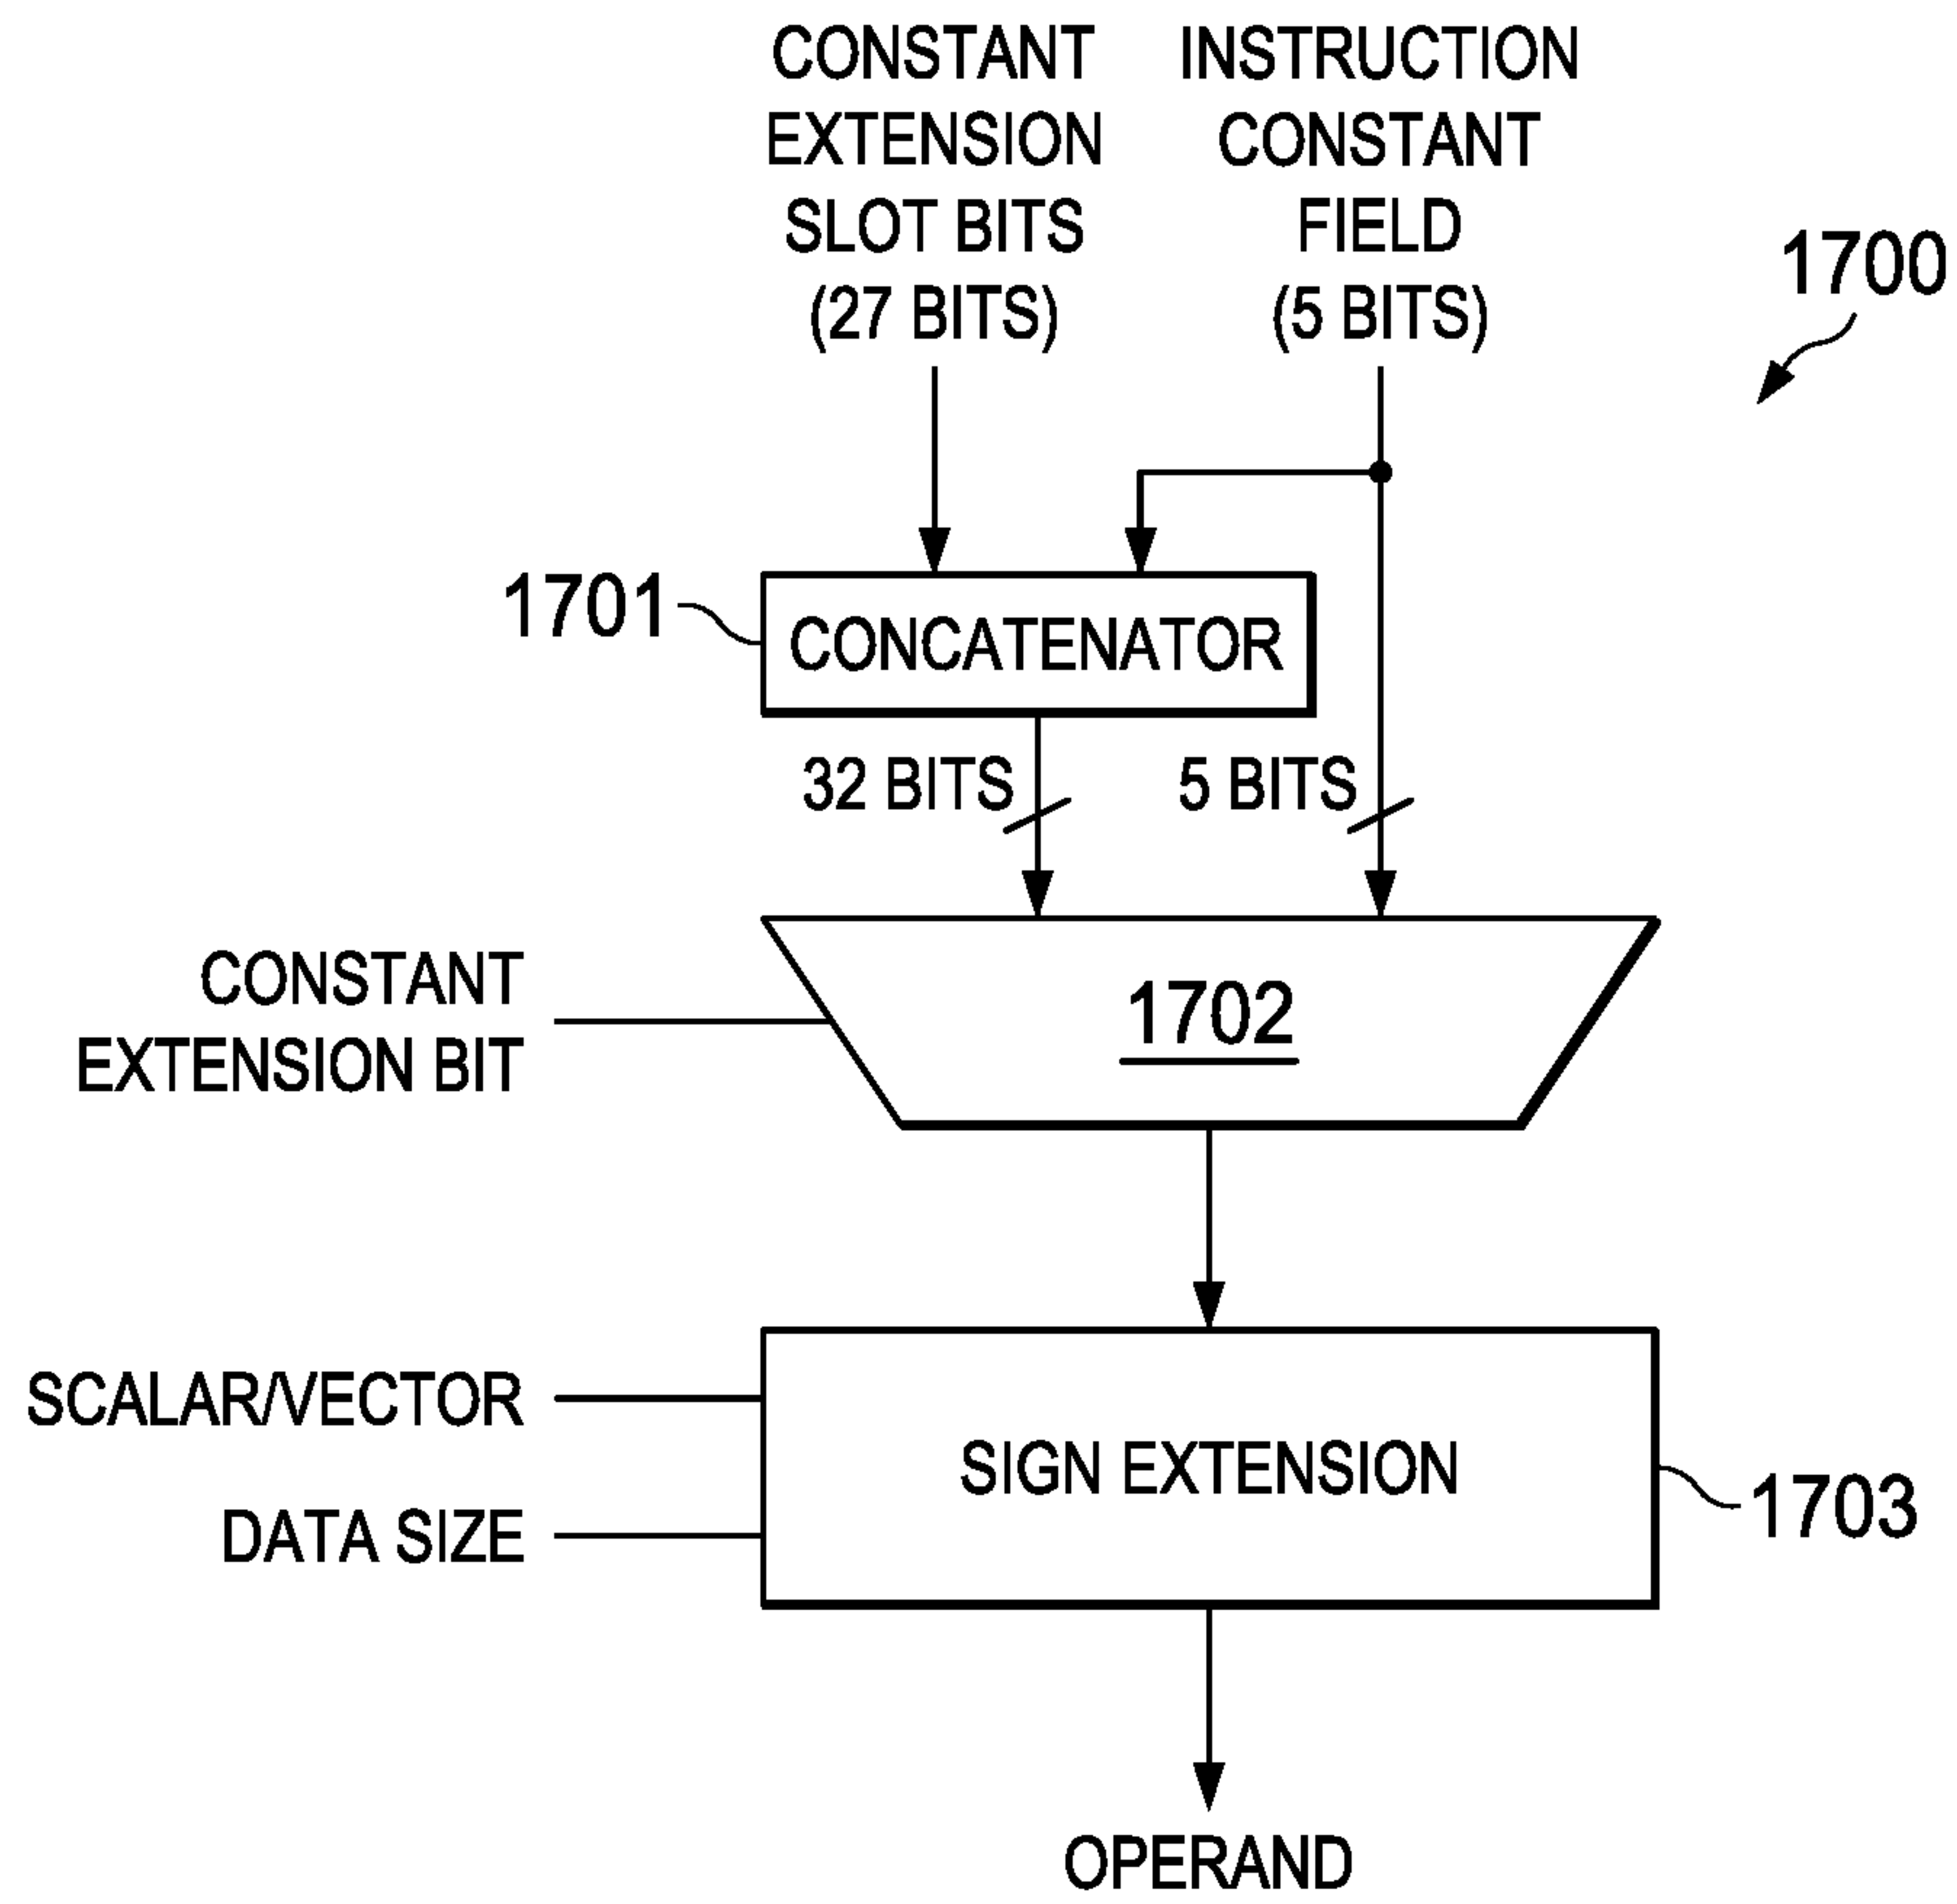 CONSTANT
EXTENSION
SLOT BITS
(27 BITS)
INSTRUCTION
CONSTANT
FIELD
(5 BITS)
1700
1701
CONCATENATOR
32 BITS
5 BITS
CONSTANT
EXTENSION BIT
1702
SCALAR/VECTOR
DATA SIZE
SIGN EXTENSION
1703
OPERAND